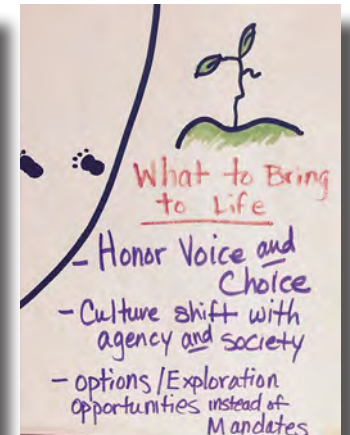 What to Bring
to Life
- Honor Voice and
Choice
- Culture shift with
agency and society
- options/Exploration
opportunities instead of
Mandates